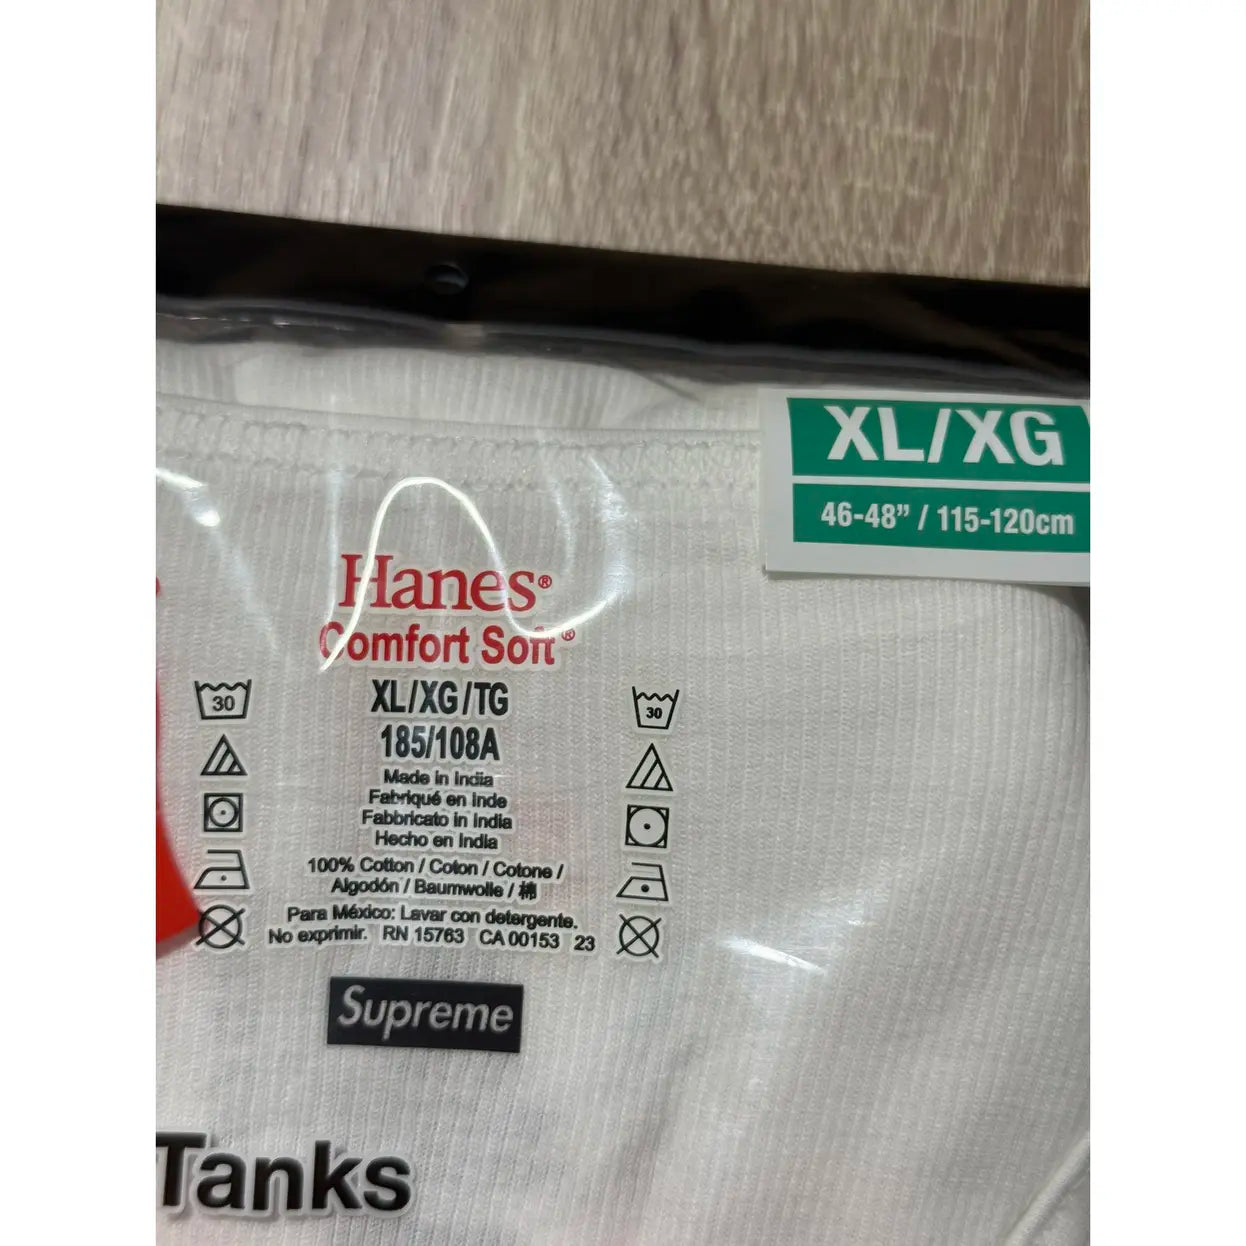 XL/XG
46-48” / 115-120cm
Hanes®
Comfort Soft®
XL/XG/TG
30
30
185/108A
Made in India
Fabriqué en Inde
Fabbricato in India
Hecho en India
100% Cotton / Coton / Cotone /
Algodón / Baumwolle / 棉
Para México: Lavar con detergente.
No exprimir. RN 15763 CA 00153 23
Supreme
Tanks